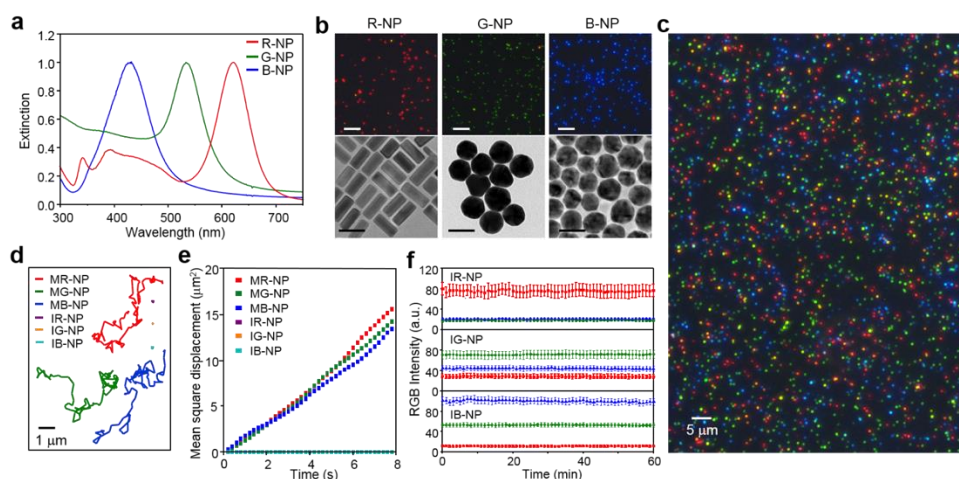 a
1.2
1.0
0.8
0.6
0.4
0.2
0.0
Extinction
R-NP
G-NP
B-NP
300
400
500
600
700
Wavelength (nm)
b
R-NP
G-NP
B-NP
c
5 μm
d
MR-NP
MG-NP
MB-NP
IR-NP
IG-NP
IB-NP
1 μm
e
20
15
10
5
0
Mean square displacement (μm²)
MR-NP
MG-NP
MB-NP
IR-NP
IG-NP
IB-NP
0
2
4
6
8
Time (s)
f
RGB Intensity (a.u.)
120
80
40
0
IR-NP
80
40
0
IG-NP
80
40
0
IB-NP
0
20
40
60
Time (min)